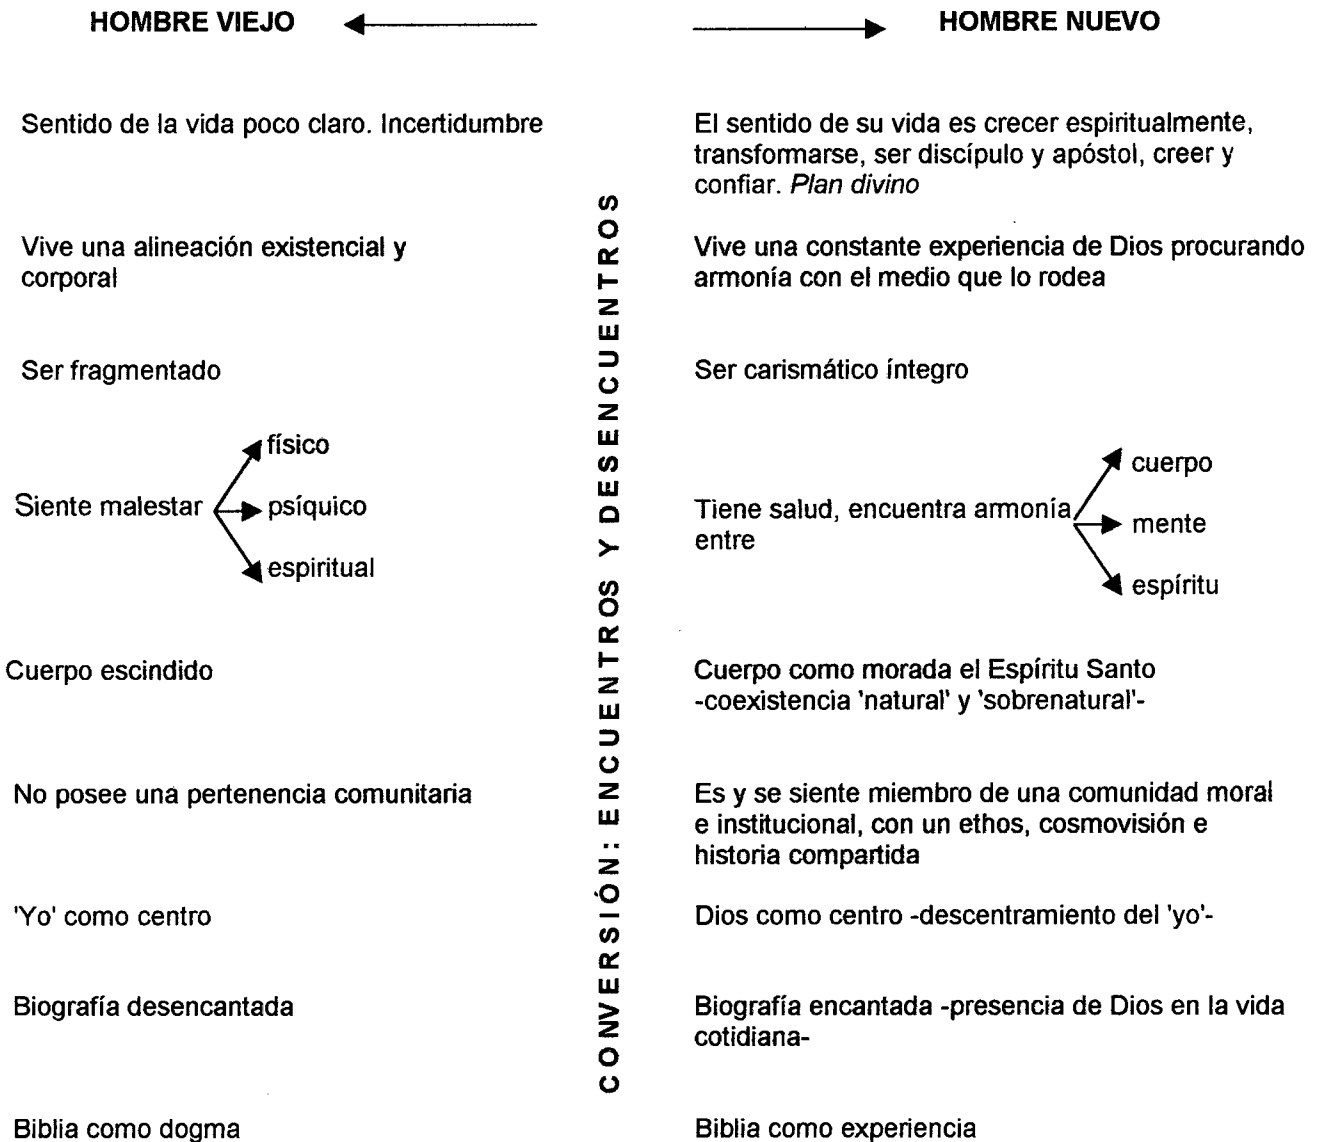 HOMBRE VIEJO
HOMBRE NUEVO
Sentido de la vida poco claro. Incertidumbre
El sentido de su vida es crecer espiritualmente,
transformarse, ser discípulo y apóstol, creer y
confiar. Plan divino
Vive una alineación existencial y
corporal
Vive una constante experiencia de Dios procurando
armonía con el medio que lo rodea
Ser fragmentado
Ser carismático íntegro
Siente malestar
físico
psíquico
espiritual
Tiene salud, encuentra armonía
entre
cuerpo
mente
espíritu
Cuerpo escindido
Cuerpo como morada el Espíritu Santo
-coexistencia 'natural' y 'sobrenatural'-
No posee una pertenencia comunitaria
Es y se siente miembro de una comunidad moral
e institucional, con un ethos, cosmovisión e
historia compartida
'Yo' como centro
Dios como centro -descentramiento del 'yo'-
Biografía desencantada
Biografía encantada -presencia de Dios en la vida
cotidiana-
Biblia como dogma
Biblia como experiencia
CONVERSIÓN: ENCUENTROS Y DESENCUENTROS